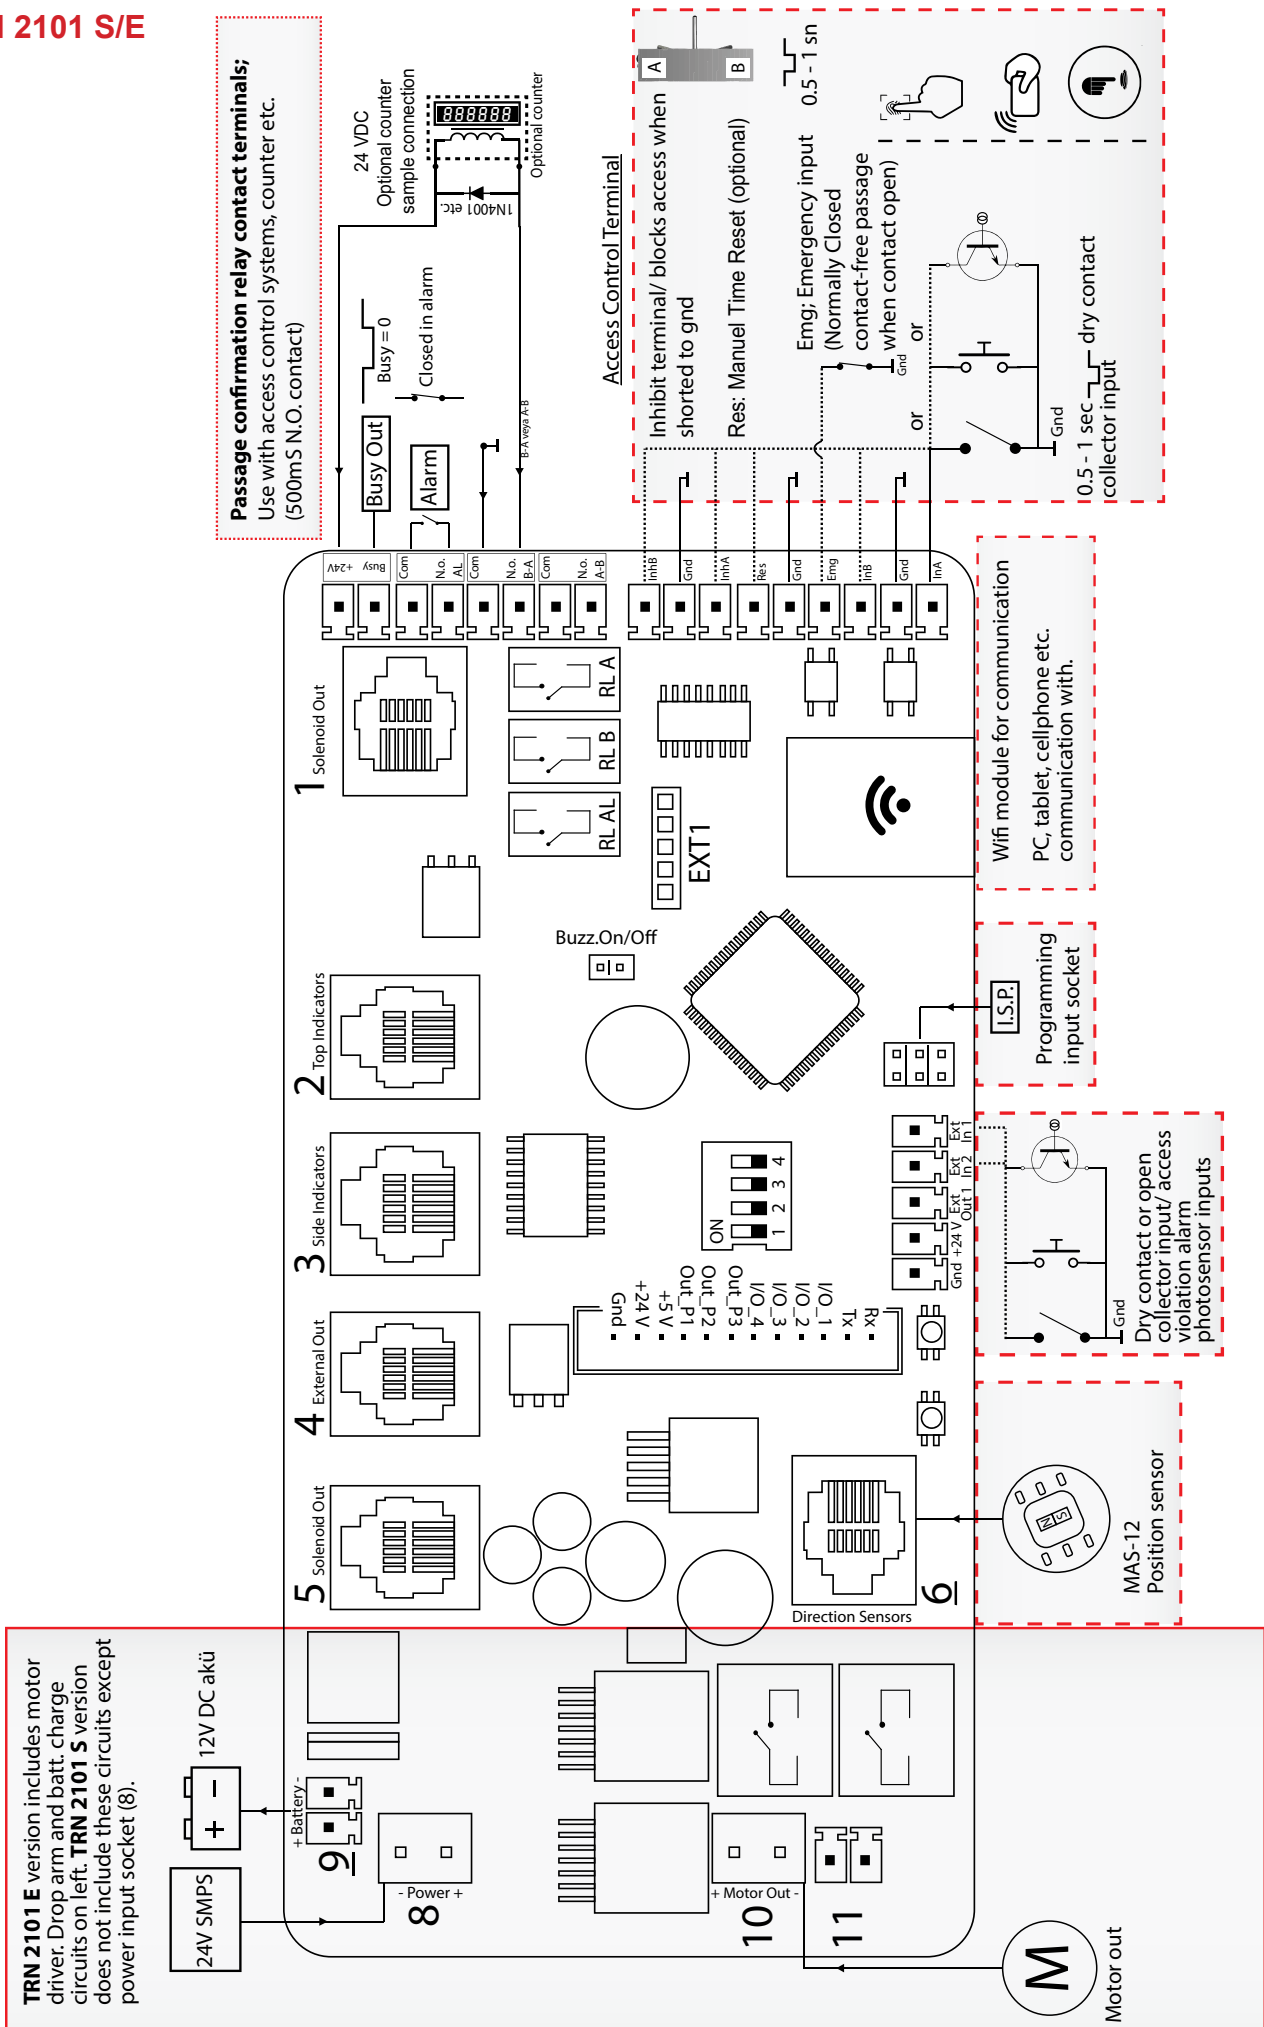 2101 S/E
TRN 2101 E version includes motor
driver. Drop arm and batt. charge
circuits on left. TRN 2101 S version
does not include these circuits except
power input socket (8).
24V SMPS
12V DC akü
+ -
+ Battery -
9
- Power +
8
+ Motor Out -
10
11
M
Motor out
5 Solenoid Out
4 External Out
3 Side Indicators
2 Top Indicators
1 Solenoid Out
Direction Sensors
6
MAS-12
Position sensor
S
N
Gnd
+24 V
+5 V
Out_P1
Out_P2
Out_P3
I/O_4
I/O_3
I/O_2
I/O_1
Tx
Rx
ON
1 2 3 4
Buzz.On/Off
EXT1
RL AL
RL B
RL A
Gnd
+24 V
Ext
Out 1
Ext
In 2
Ext
In 1
Gnd
Dry contact or open
collector input/ access
violation alarm
photosensor inputs
I.S.P.
Programming
input socket
Wifi module for communication
PC, tablet, cellphone etc.
communication with.
Passage confirmation relay contact terminals;
Use with access control systems, counter etc.
(500mS N.O. contact)
+24V
Busy
Com
N.o.
AL
Com
N.o.
B-A
Com
N.o.
A-B
InhB
Gnd
InhA
Res
Gnd
Emg
InB
Gnd
InA
Busy Out
Busy = 0
Alarm
Closed in alarm
B-A veya A-B
24 VDC
Optional counter
sample connection
888888
Optional counter
1N4001 etc.
Access Control Terminal
Inhibit terminal/ blocks access when
shorted to gnd
A
B
Res: Manuel Time Reset (optional)
0.5 - 1 sn
Emg; Emergency input
(Normally Closed
contact-free passage
when contact open)
Gnd
or
or
Gnd
0.5 - 1 sec dry contact
collector input